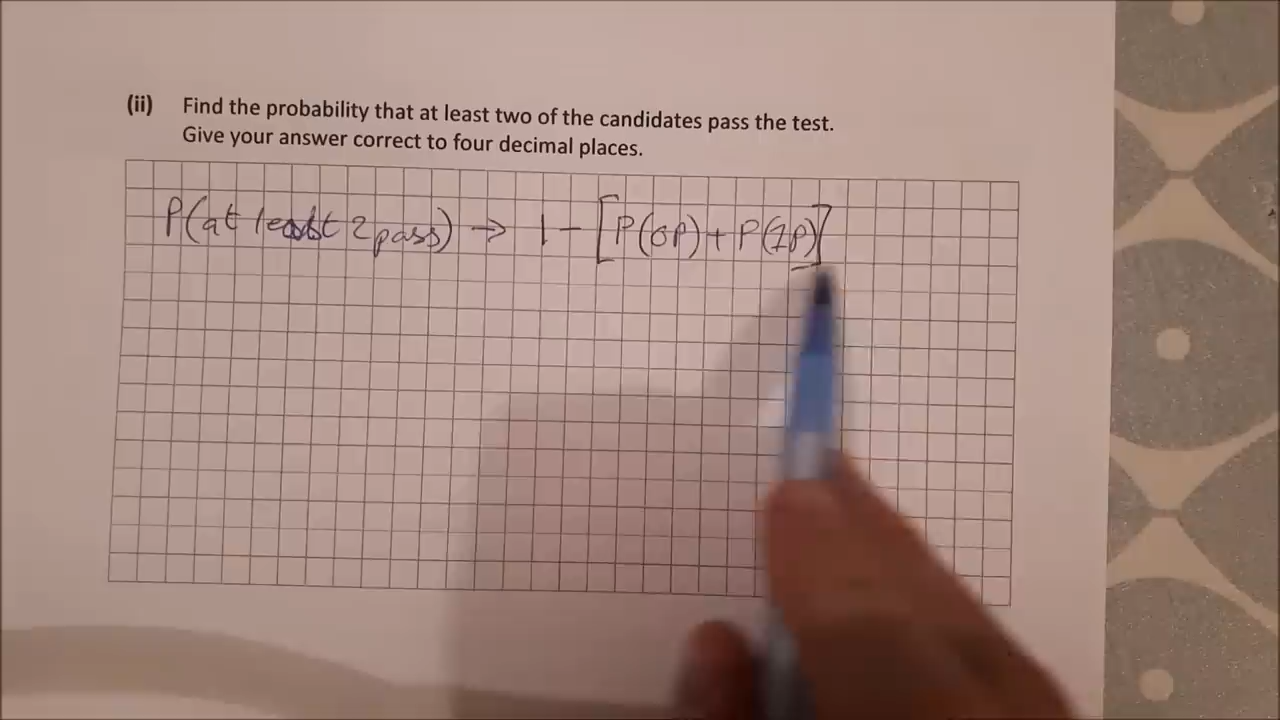 (ii) Find the probability that at least two of the candidates pass the test.
Give your answer correct to four decimal places.
P(at least 2 pass) → 1 - [P(0P) + P(1P)]